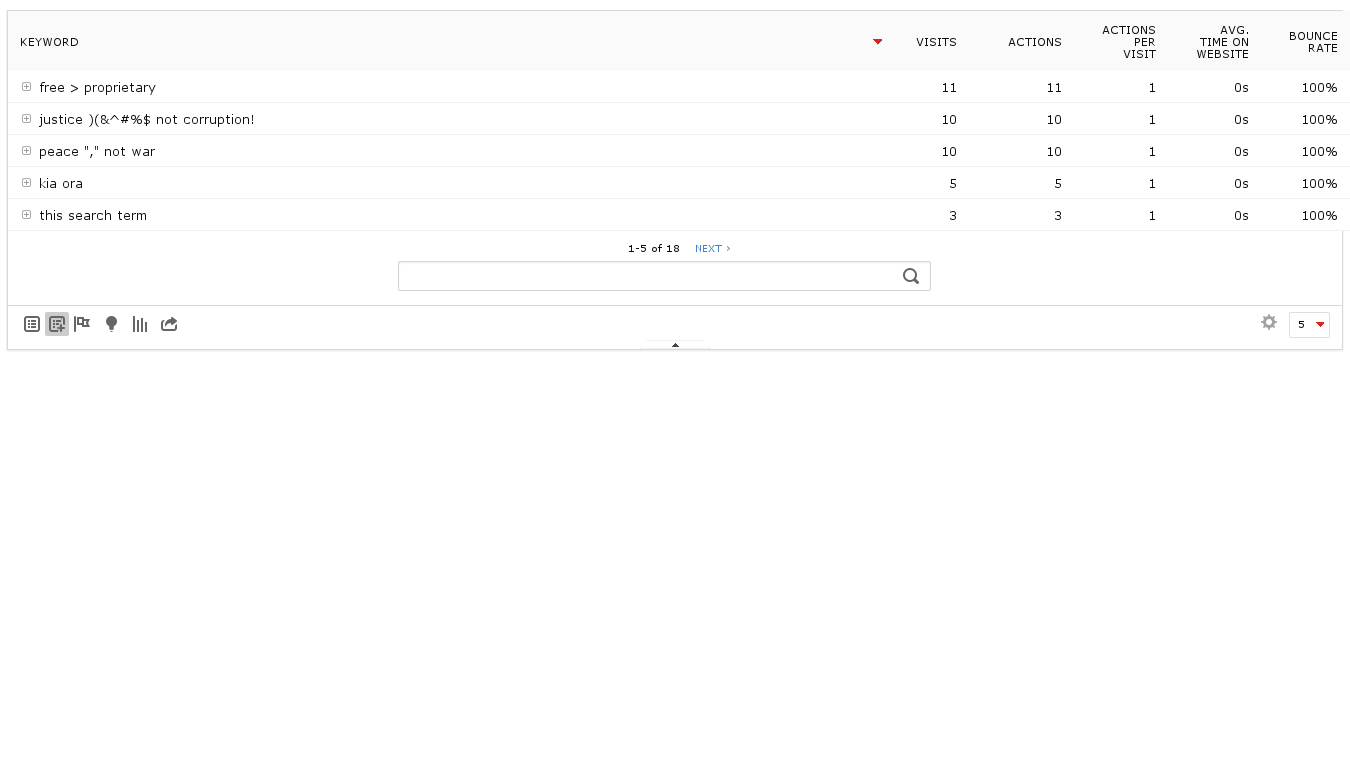 KEYWORD VISITS ACTIONS ACTIONS PER VISIT AVG. TIME ON WEBSITE BOUNCE RATE
free > proprietary 11 11 1 0s 100%
justice )(&^#%$ not corruption! 10 10 1 0s 100%
peace "," not war 10 10 1 0s 100%
kia ora 5 5 1 0s 100%
this search term 3 3 1 0s 100%
1-5 of 18 NEXT ›
5